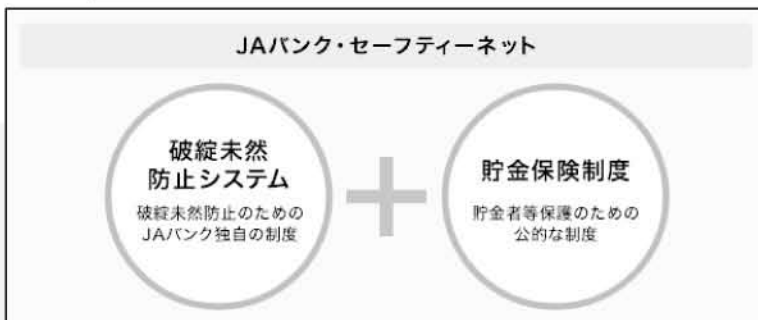 JAバンク・セーフティーネット
破綻未然
防止システム
破綻未然防止のための
JAバンク独自の制度
貯金保険制度
貯金者等保護のための
公的な制度